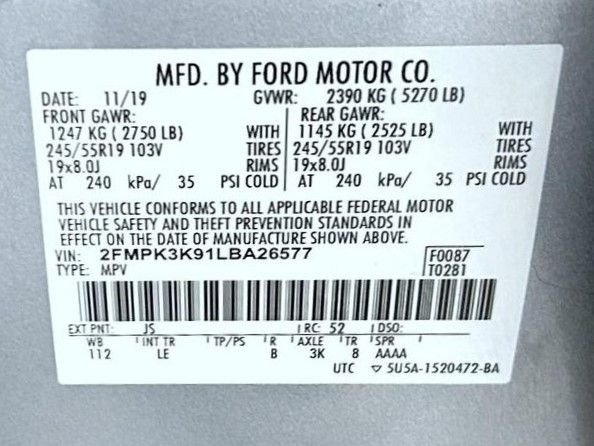 MFD. BY FORD MOTOR CO.
DATE: 11/19 GVWR: 2390 KG ( 5270 LB)
FRONT GAWR: REAR GAWR:
1247 KG ( 2750 LB) WITH 1145 KG ( 2525 LB) WITH
245/55R19 103V TIRES 245/55R19 103V TIRES
19x8.0J RIMS 19x8.0J RIMS
AT 240 kPa/ 35 PSI COLD AT 240 kPa/ 35 PSI COLD
THIS VEHICLE CONFORMS TO ALL APPLICABLE FEDERAL MOTOR
VEHICLE SAFETY AND THEFT PREVENTION STANDARDS IN
EFFECT ON THE DATE OF MANUFACTURE SHOWN ABOVE.
VIN: 2FMPK3K91LBA26577 F0087
TYPE: MPV T0281
EXT PNT: JS RC: 52 DSO:
WB INT TR TP/PS R AXLE TR SPR
112 LE B 3K 8 AAAA
UTC ▽ 5U5A-1520472-BA